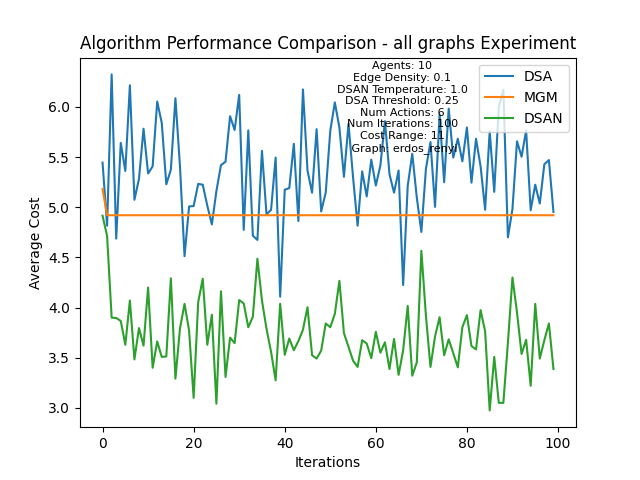 Algorithm Performance Comparison - all graphs Experiment
Agents: 10
Edge Density: 0.1
DSAN Temperature: 1.0
DSA Threshold: 0.25
Num Actions: 6
Num Iterations: 100
Cost Range: 11
Graph: erdos_renyi
DSA
MGM
DSAN
Average Cost
6.0
5.5
5.0
4.5
4.0
3.5
3.0
0 20 40 60 80 100
Iterations